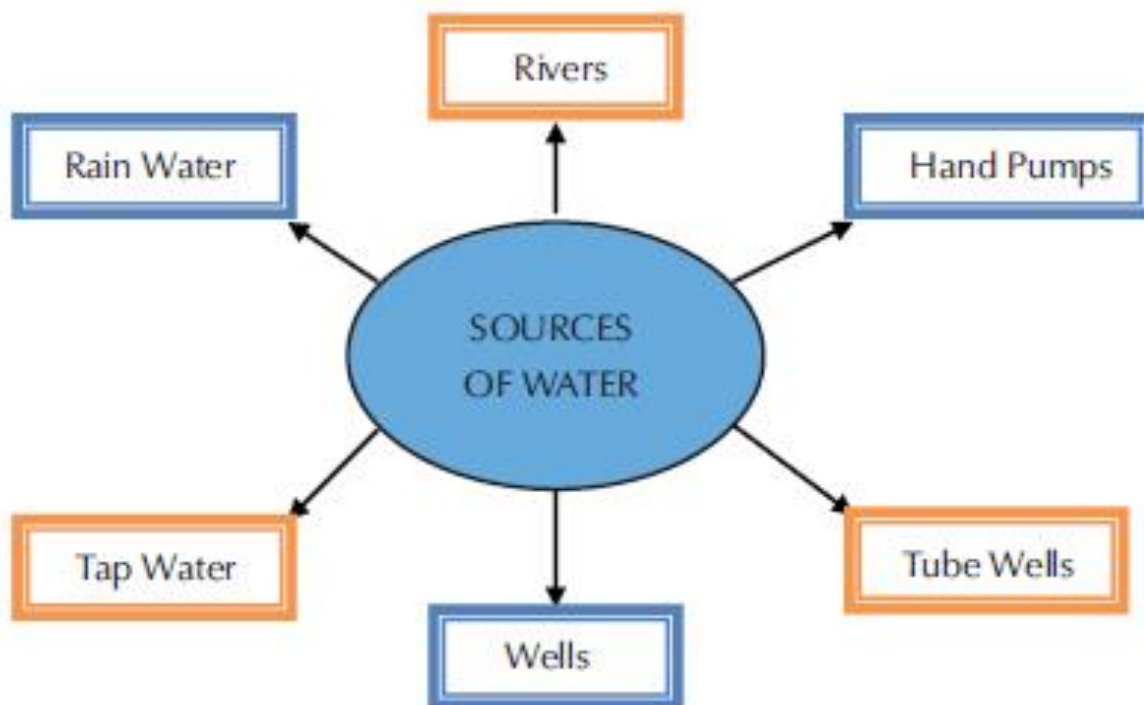 Rivers
Rain Water
Hand Pumps
SOURCES
OF WATER
Tap Water
Tube Wells
Wells